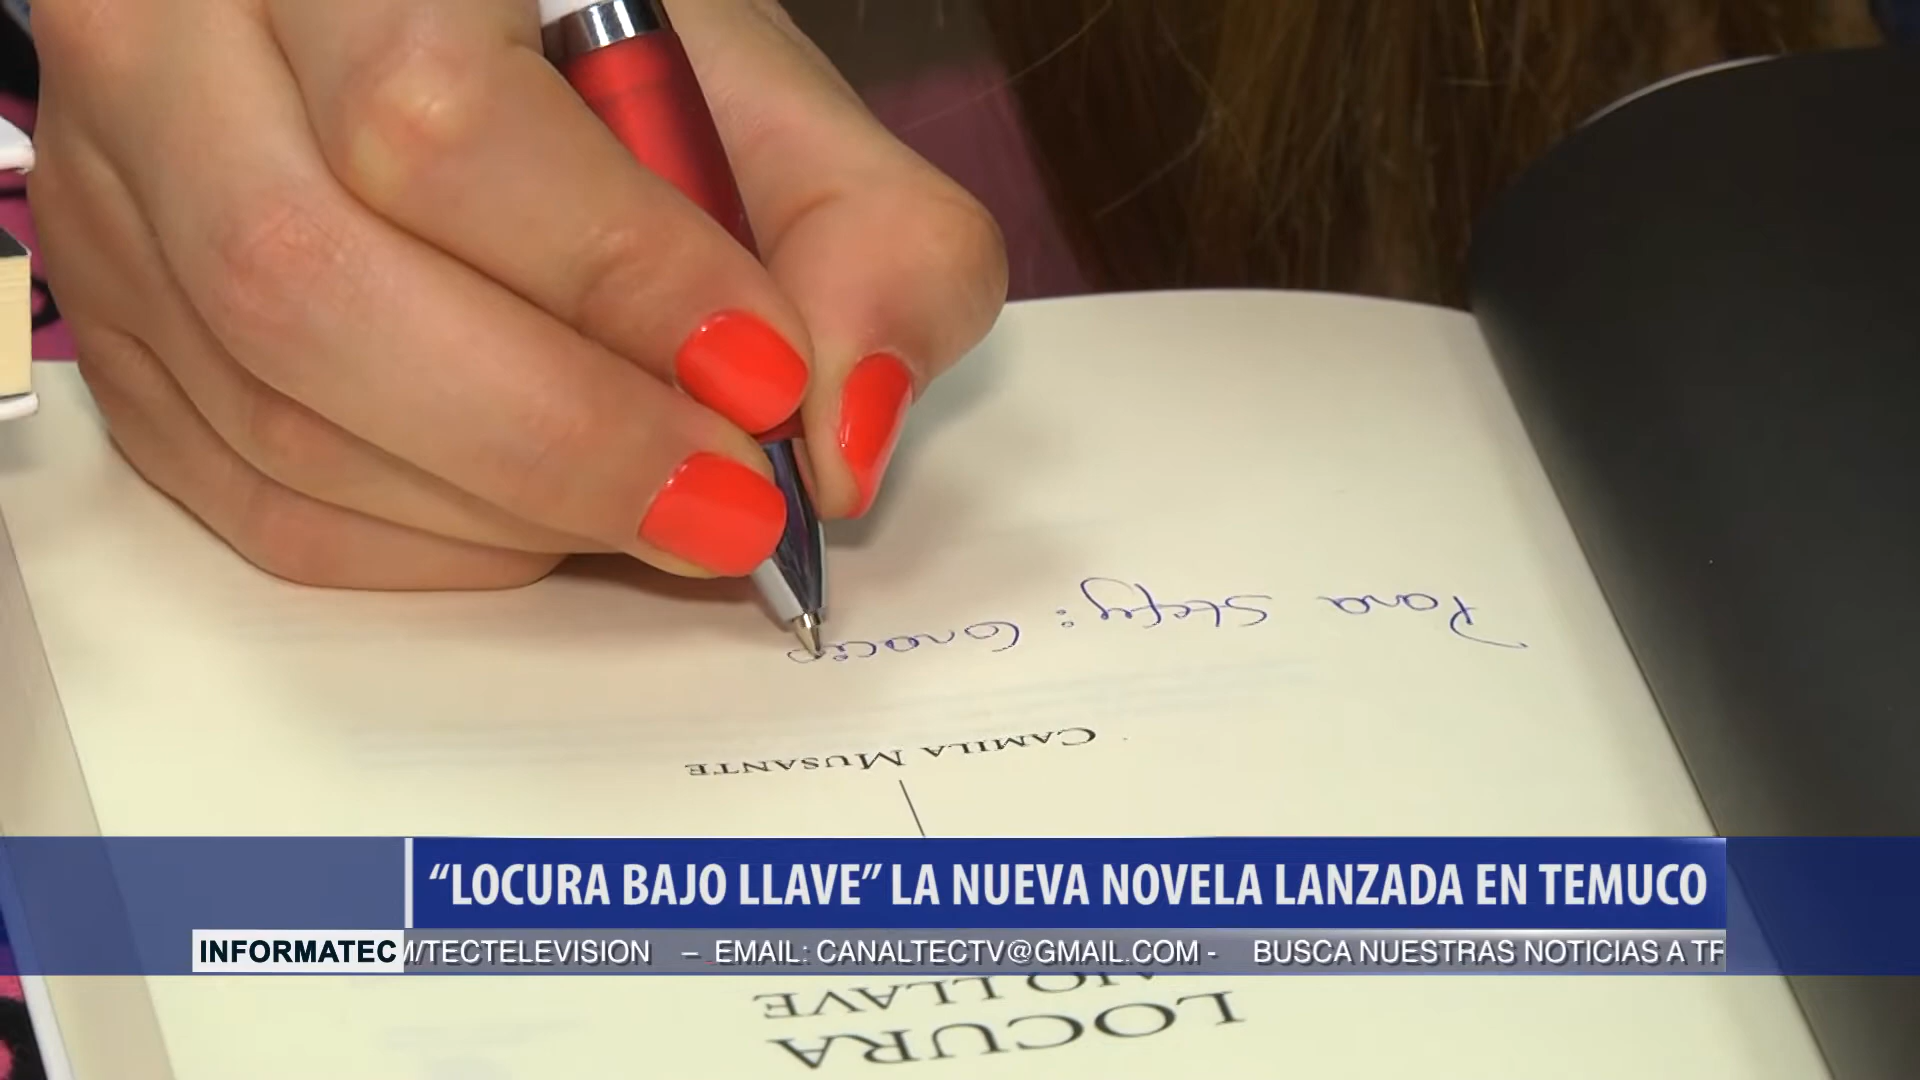 Para Stefy: Gracia
CAMILA MUSANTE
LOCURA
BAJO LLAVE
“LOCURA BAJO LLAVE” LA NUEVA NOVELA LANZADA EN TEMUCO
INFORMATEC M/TECTELEVISION – EMAIL: CANALTECTV@GMAIL.COM - BUSCA NUESTRAS NOTICIAS A TR